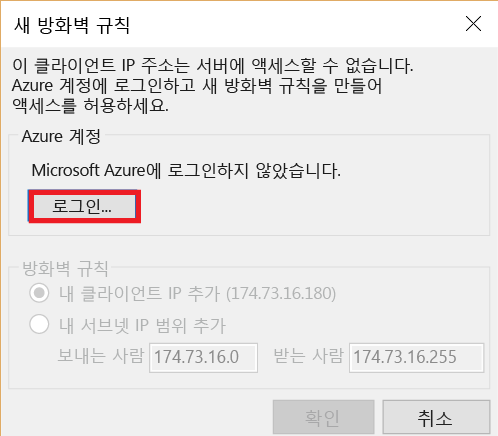 새 방화벽 규칙
이 클라이언트 IP 주소는 서버에 액세스할 수 없습니다.
Azure 계정에 로그인하고 새 방화벽 규칙을 만들어
액세스를 허용하세요.
Azure 계정
Microsoft Azure에 로그인하지 않았습니다.
로그인...
방화벽 규칙
내 클라이언트 IP 추가 (174.73.16.180)
내 서브넷 IP 범위 추가
보내는 사람 174.73.16.0 받는 사람 174.73.16.255
확인 취소